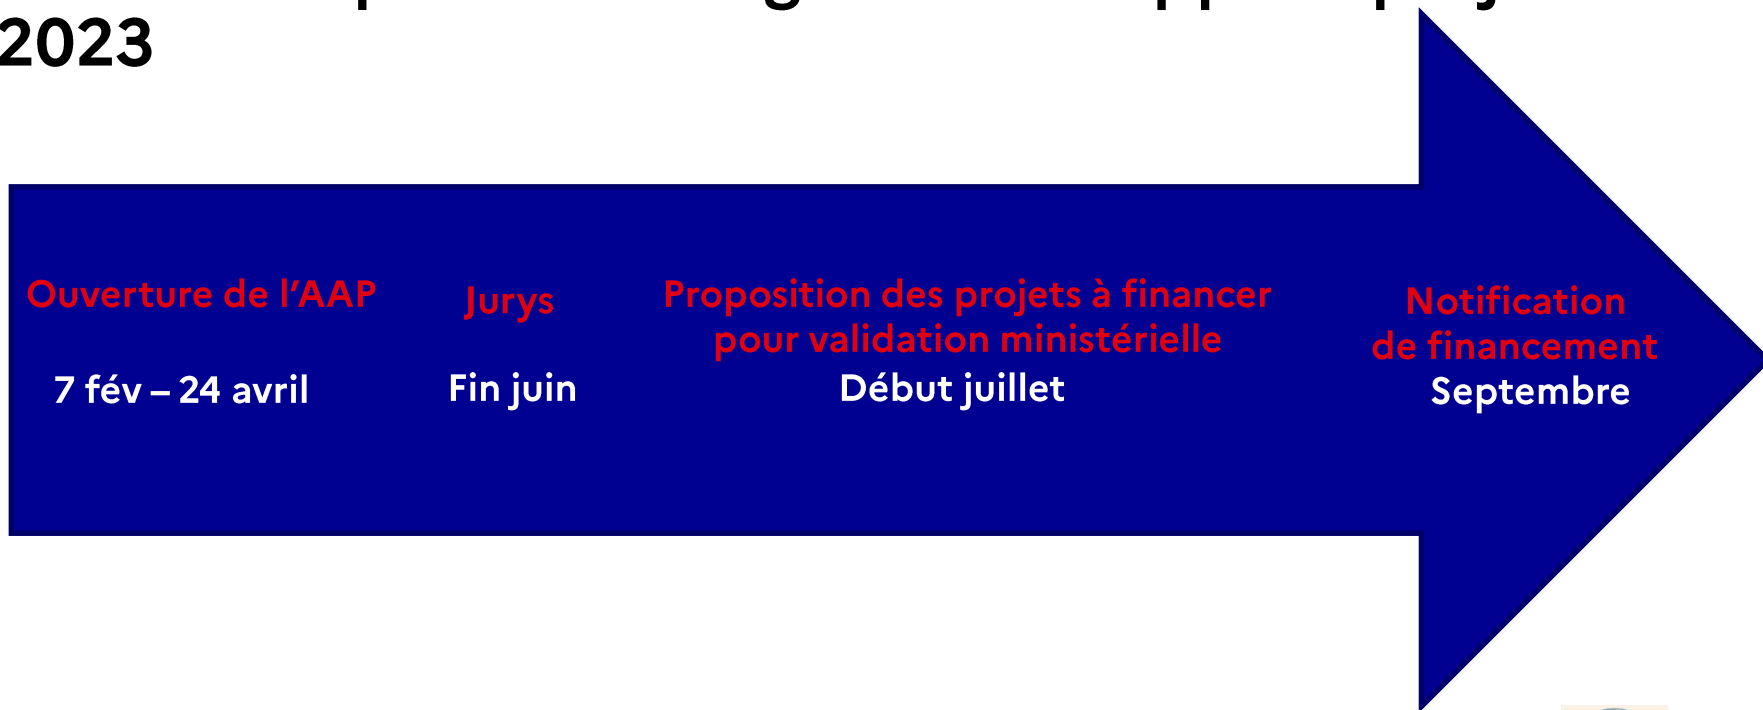 2023
Ouverture de l’AAP
7 fév – 24 avril
Jurys
Fin juin
Proposition des projets à financer
pour validation ministérielle
Début juillet
Notification
de financement
Septembre